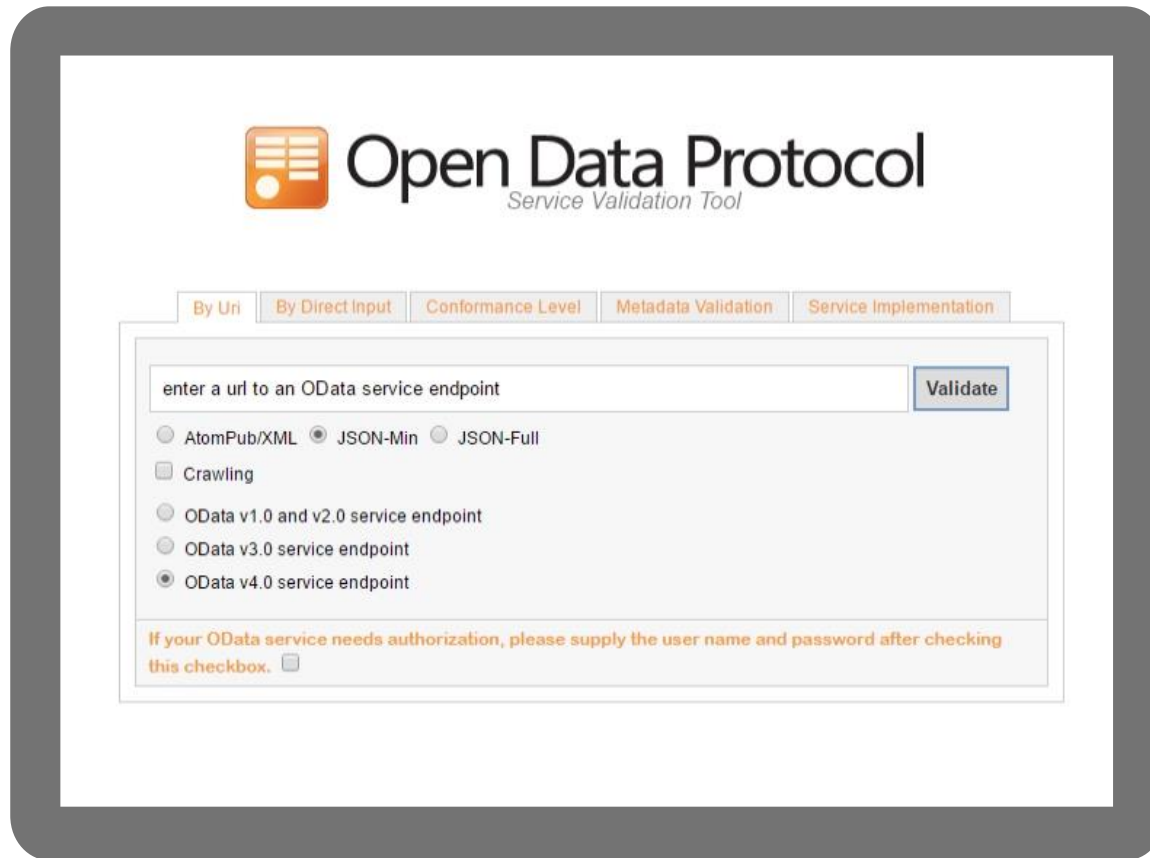 Open Data Protocol
Service Validation Tool
By Uri By Direct Input Conformance Level Metadata Validation Service Implementation
enter a url to an OData service endpoint Validate
AtomPub/XML JSON-Min JSON-Full
Crawling
OData v1.0 and v2.0 service endpoint
OData v3.0 service endpoint
OData v4.0 service endpoint
If your OData service needs authorization, please supply the user name and password after checking
this checkbox.